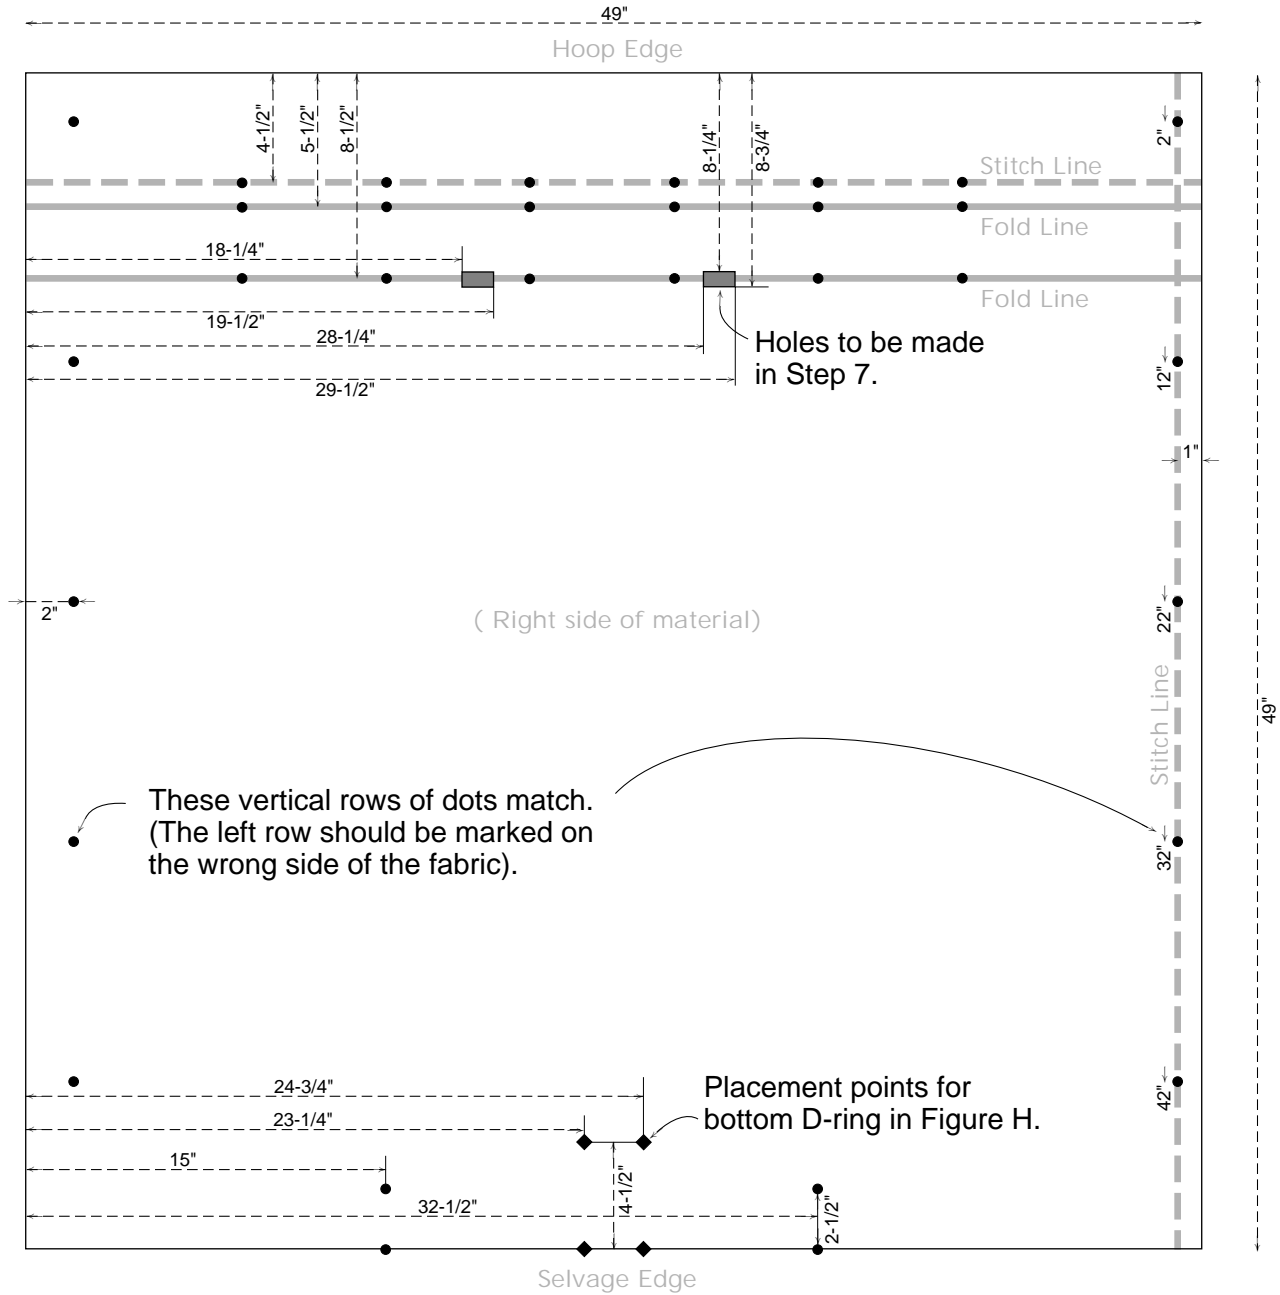 49"
Hoop Edge
4-1/2"
5-1/2"
8-1/2"
8-1/4"
8-3/4"
2"
Stitch Line
Fold Line
18-1/4"
Fold Line
19-1/2"
28-1/4"
Holes to be made
in Step 7.
29-1/2"
12"
1"
2"
( Right side of material)
22"
Stitch Line
49"
These vertical rows of dots match.
(The left row should be marked on
the wrong side of the fabric).
32"
24-3/4"
Placement points for
bottom D-ring in Figure H.
42"
23-1/4"
15"
4-1/2"
32-1/2"
2-1/2"
Selvage Edge